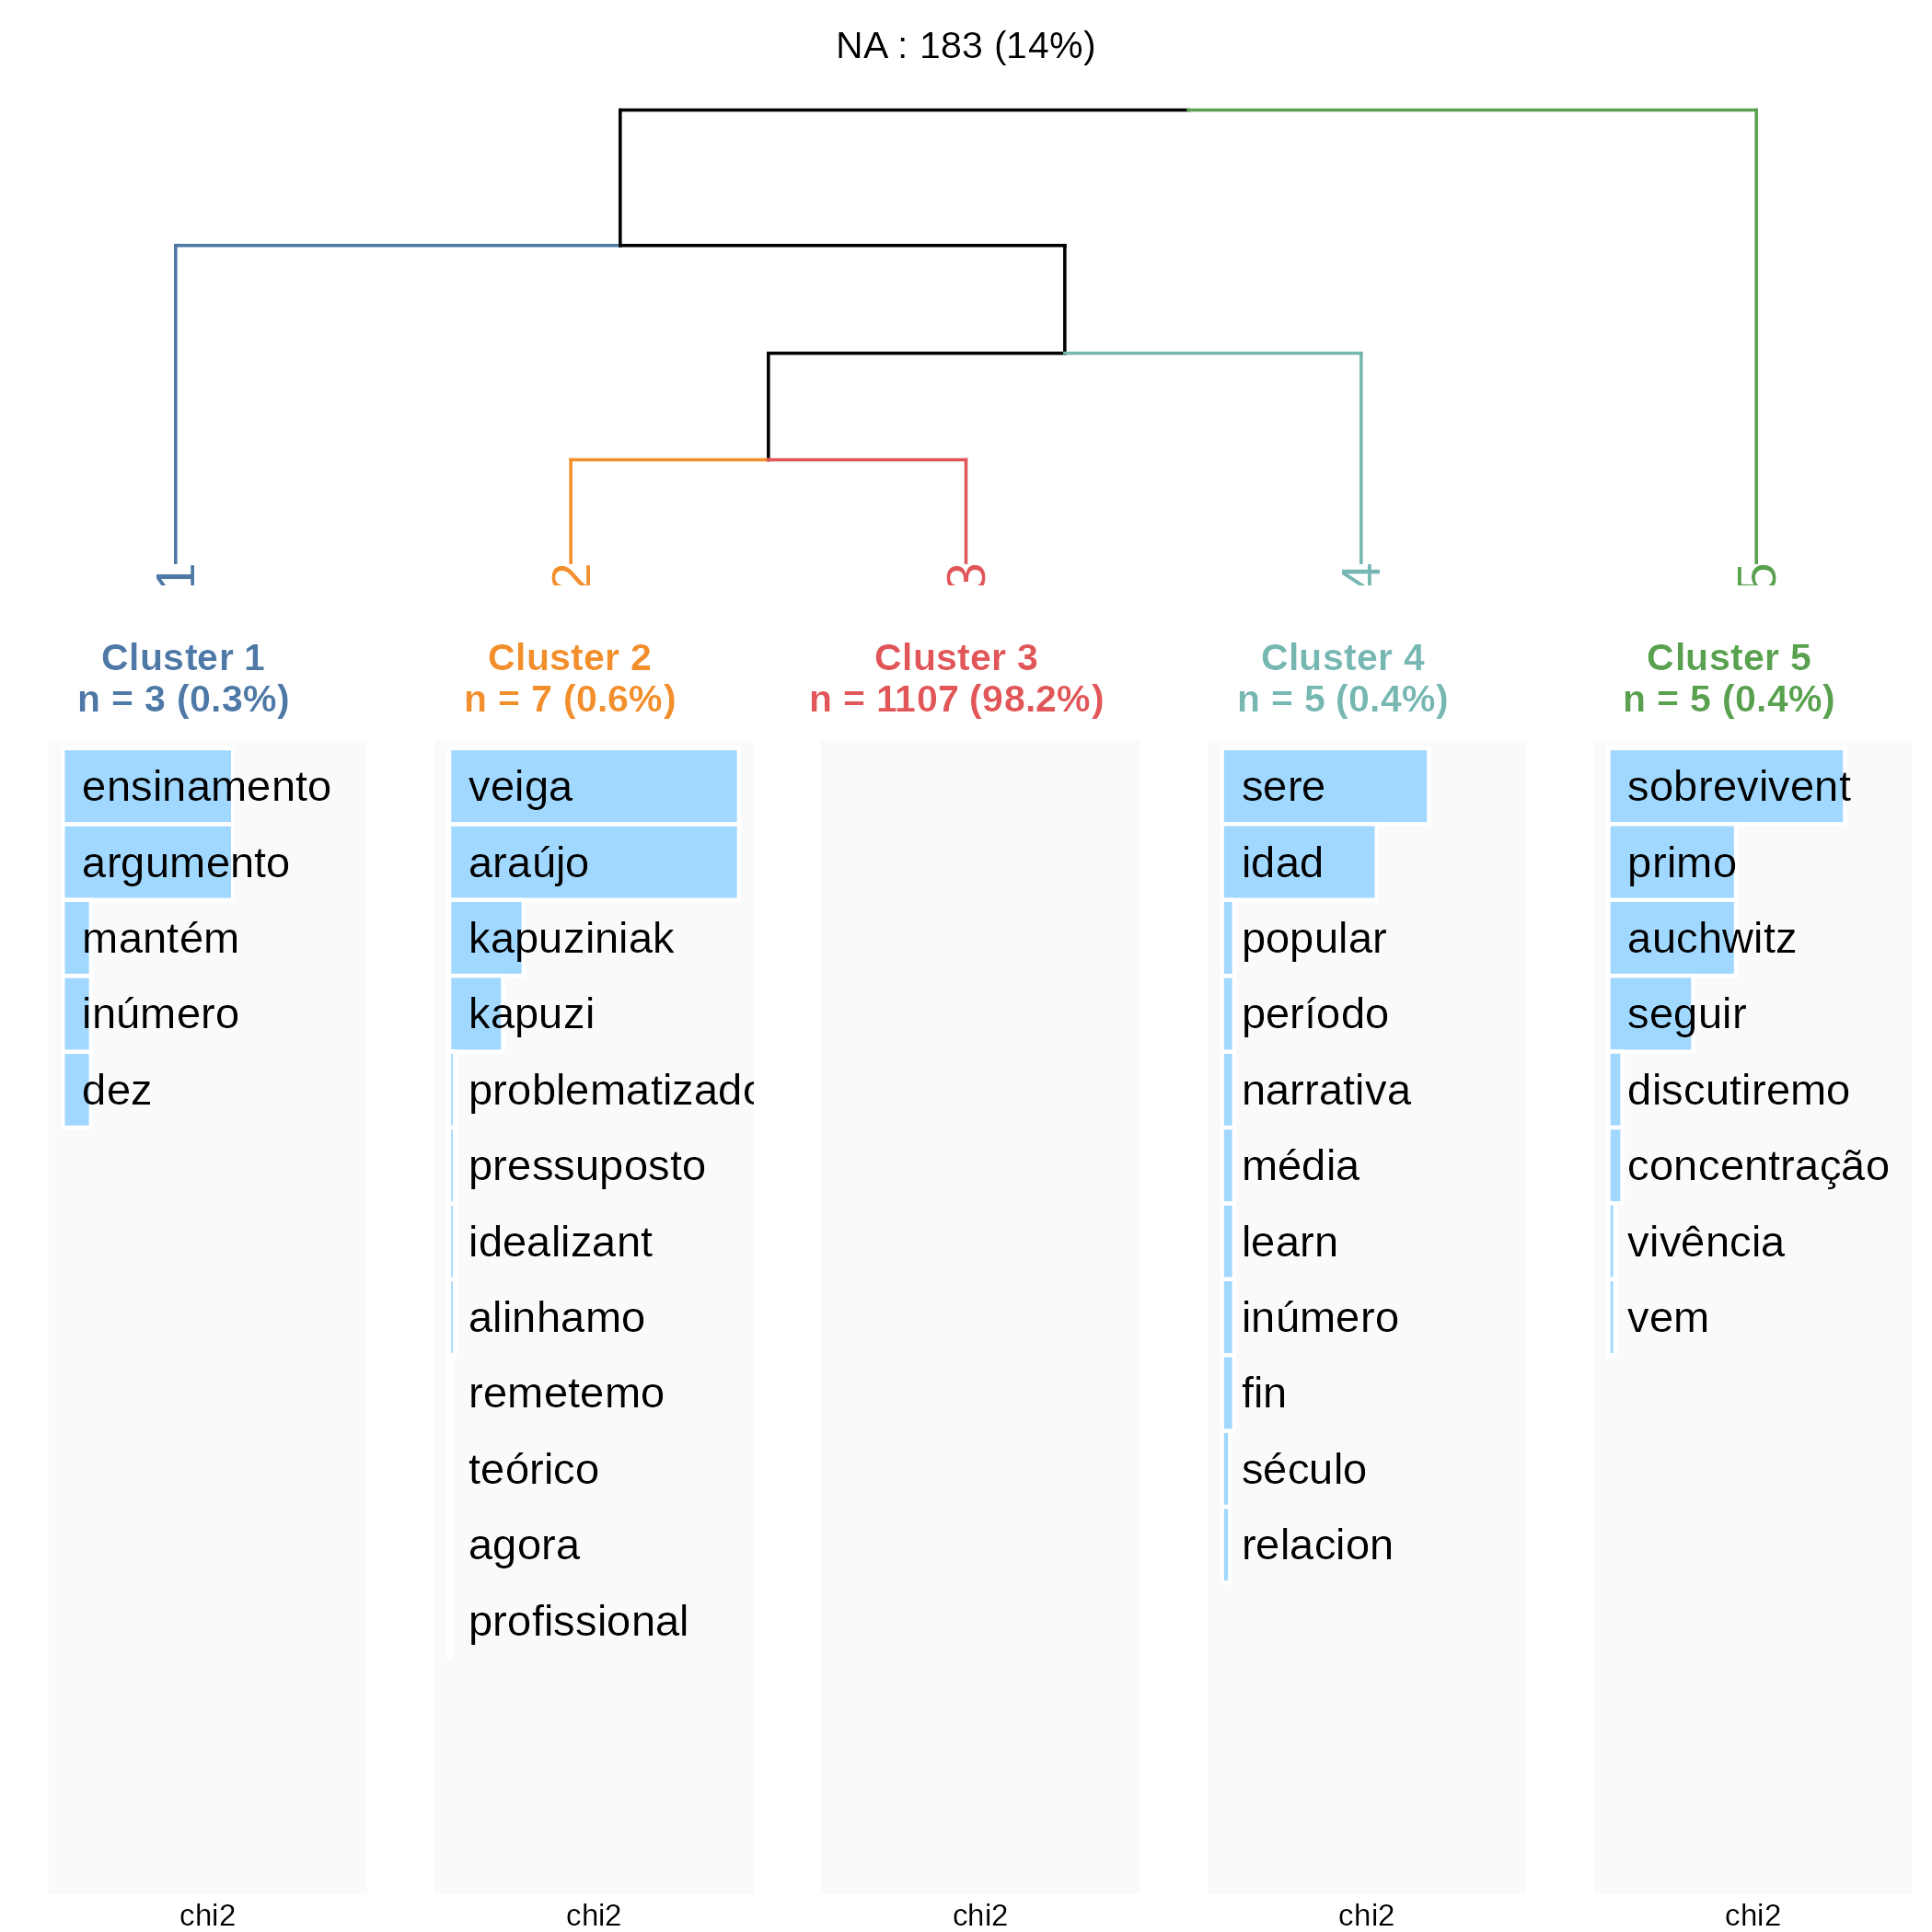 NA : 183 (14%)
1
2
3
4
5
Cluster 1
n = 3 (0.3%)
ensinamento
argumento
mantém
inúmero
dez
chi2
Cluster 2
n = 7 (0.6%)
veiga
araújo
kapuziniak
kapuzi
problematizado
pressuposto
idealizant
alinhamo
remetemo
teórico
agora
profissional
chi2
Cluster 3
n = 1107 (98.2%)
chi2
Cluster 4
n = 5 (0.4%)
sere
idad
popular
período
narrativa
média
learn
inúmero
fin
século
relacion
chi2
Cluster 5
n = 5 (0.4%)
sobrevivent
primo
auchwitz
seguir
discutiremo
concentração
vivência
vem
chi2